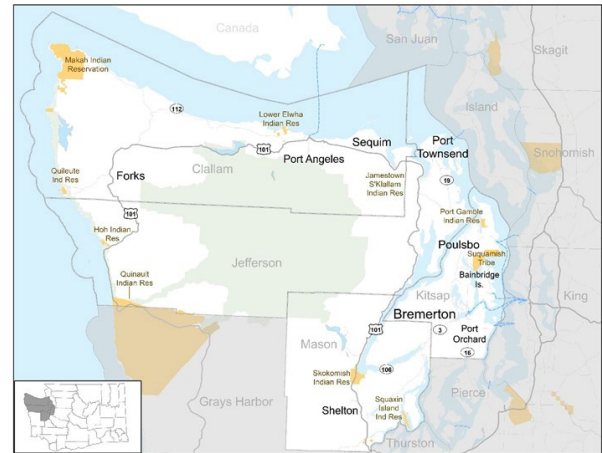 Canada
San Juan
Skagit
Makah Indian
Reservation
Island
112
Lower Elwha
Indian Res
101
Sequim
Port
Townsend
Snohomish
Port Angeles
Clallam
Quileute
Ind Res
Forks
Jamestown
S'Klallam
Indian Res
19
101
Port Gamble
Indian Res
Hoh Indian
Res
Poulsbo
Suquamish
Tribe
Jefferson
Bainbridge
Is.
Quinault
Indian Res
Kitsap
King
Bremerton
101
3
Port
Orchard
Mason
16
Skokomish
Indian Res
106
Pierce
Grays Harbor
Shelton
Squaxin
Island
Ind Res
Thurston